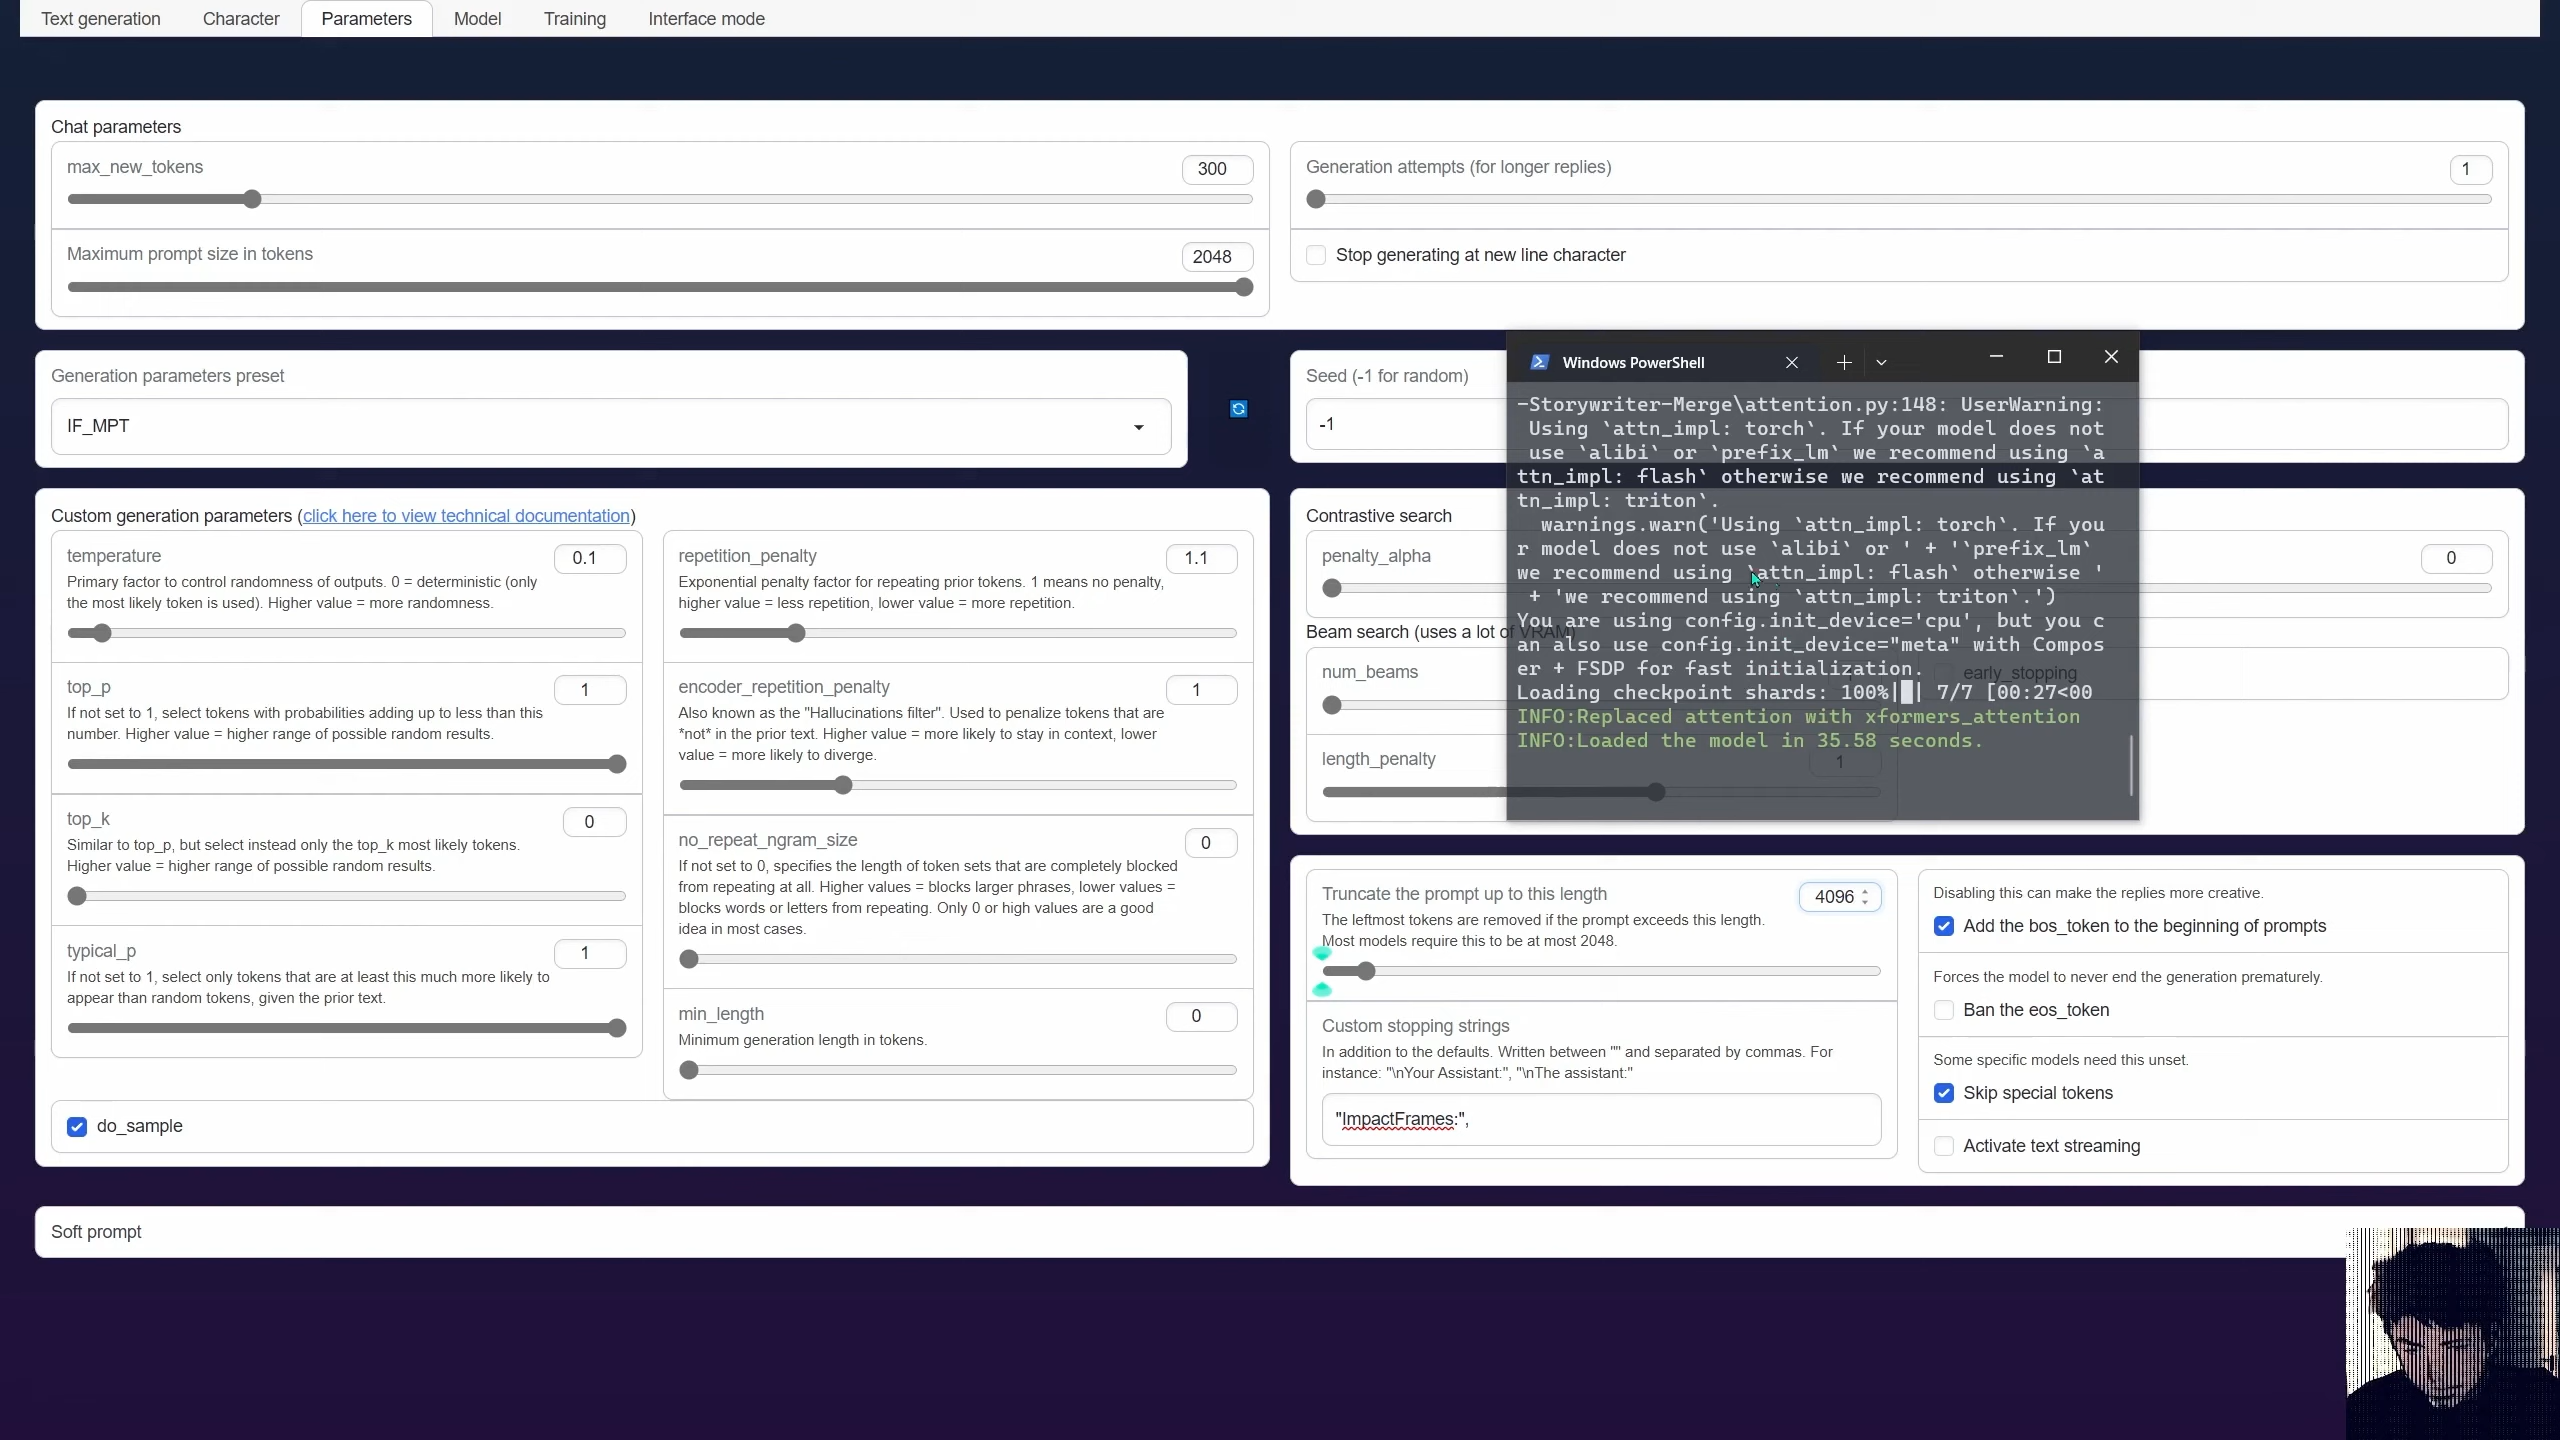 Text generation
Character
Parameters
Model
Training
Interface mode
Chat parameters
max_new_tokens
300
Maximum prompt size in tokens
2048
Generation attempts (for longer replies)
1
Stop generating at new line character
Generation parameters preset
IF_MPT
Seed (-1 for random)
-1
Custom generation parameters (click here to view technical documentation)
temperature
0.1
Primary factor to control randomness of outputs. 0 = deterministic (only
the most likely token is used). Higher value = more randomness.
top_p
1
If not set to 1, select tokens with probabilities adding up to less than this
number. Higher value = higher range of possible random results.
top_k
0
Similar to top_p, but select instead only the top_k most likely tokens.
Higher value = higher range of possible random results.
typical_p
1
If not set to 1, select only tokens that are at least this much more likely to
appear than random tokens, given the prior text.
repetition_penalty
1.1
Exponential penalty factor for repeating prior tokens. 1 means no penalty,
higher value = less repetition, lower value = more repetition.
encoder_repetition_penalty
1
Also known as the "Hallucinations filter". Used to penalize tokens that are
*not* in the prior text. Higher value = more likely to stay in context, lower
value = more likely to diverge.
no_repeat_ngram_size
0
If not set to 0, specifies the length of token sets that are completely blocked
from repeating at all. Higher values = blocks larger phrases, lower values =
blocks words or letters from repeating. Only 0 or high values are a good
idea in most cases.
min_length
0
Minimum generation length in tokens.
do_sample
Contrastive search
penalty_alpha
0
Beam search (uses a lot of VRAM)
num_beams
early_stopping
length_penalty
1
Windows PowerShell
-Storywriter-Merge\attention.py:148: UserWarning:
Using `attn_impl: torch`. If your model does not
use `alibi` or `prefix_lm` we recommend using `a
ttn_impl: flash` otherwise we recommend using `at
tn_impl: triton`.
warnings.warn('Using `attn_impl: torch`. If you
r model does not use `alibi` or ' + '`prefix_lm`
we recommend using `attn_impl: flash` otherwise '
+ 'we recommend using `attn_impl: triton`.')
You are using config.init_device='cpu', but you c
an also use config.init_device="meta" with Compos
er + FSDP for fast initialization.
Loading checkpoint shards: 100%|█| 7/7 [00:27<00
INFO:Replaced attention with xformers_attention
INFO:Loaded the model in 35.58 seconds.
Truncate the prompt up to this length
4096
The leftmost tokens are removed if the prompt exceeds this length.
Most models require this to be at most 2048.
Custom stopping strings
In addition to the defaults. Written between "" and separated by commas. For
instance: "\nYour Assistant:", "\nThe assistant:"
"ImpactFrames:",
Disabling this can make the replies more creative.
Add the bos_token to the beginning of prompts
Forces the model to never end the generation prematurely.
Ban the eos_token
Some specific models need this unset.
Skip special tokens
Activate text streaming
Soft prompt